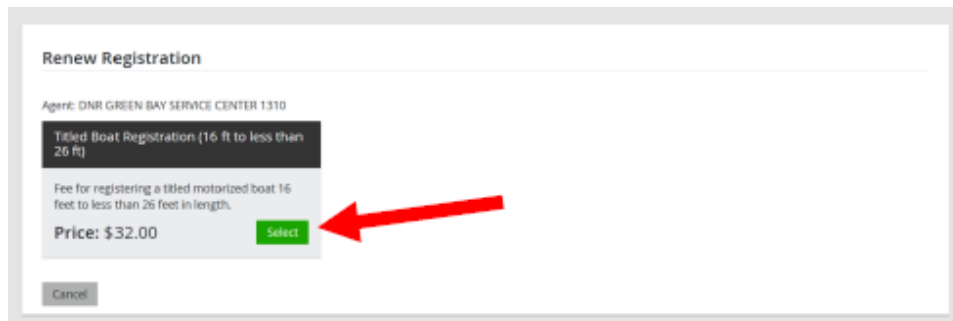 Renew Registration
Agent: DNR GREEN BAY SERVICE CENTER 1310
Titled Boat Registration (16 ft to less than
26 ft)
Fee for registering a titled motorized boat 16
feet to less than 26 feet in length.
Price: $32.00
Select
Cancel